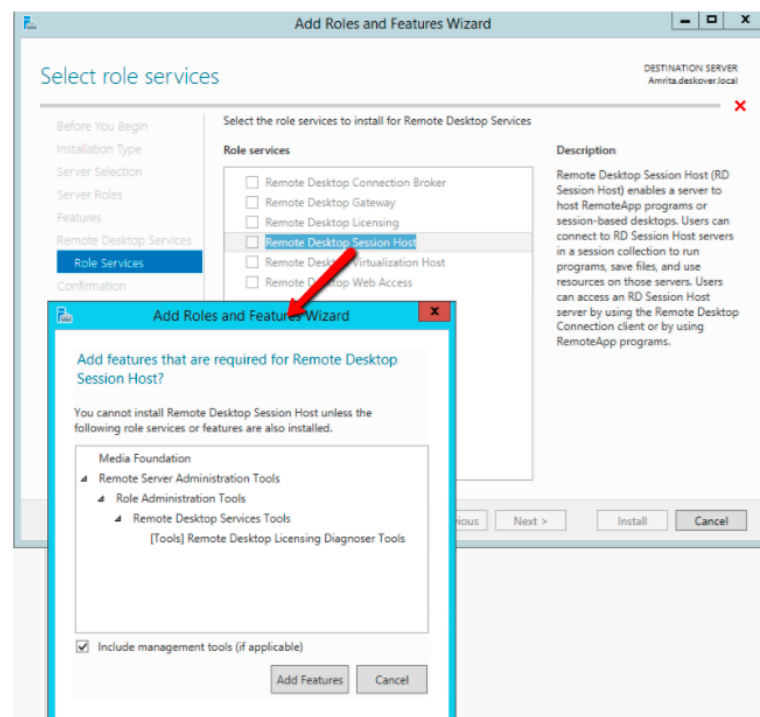 Add Roles and Features Wizard
Select role services
DESTINATION SERVER
Amrita.deskover.local
Before You Begin
Installation Type
Server Selection
Server Roles
Features
Remote Desktop Services
Role Services
Confirmation
Select the role services to install for Remote Desktop Services
Role services
Remote Desktop Connection Broker
Remote Desktop Gateway
Remote Desktop Licensing
Remote Desktop Session Host
Remote Desktop Virtualization Host
Remote Desktop Web Access
Description
Remote Desktop Session Host (RD
Session Host) enables a server to
host RemoteApp programs or
session-based desktops. Users can
connect to RD Session Host servers
in a session collection to run
programs, save files, and use
resources on those servers. Users
can access an RD Session Host
server by using the Remote Desktop
Connection client or by using
RemoteApp programs.
Add Roles and Features Wizard
Add features that are required for Remote Desktop
Session Host?
You cannot install Remote Desktop Session Host unless the
following role services or features are also installed.
Media Foundation
Remote Server Administration Tools
Role Administration Tools
Remote Desktop Services Tools
[Tools] Remote Desktop Licensing Diagnoser Tools
Include management tools (if applicable)
Add Features
Cancel
ious
Next >
Install
Cancel